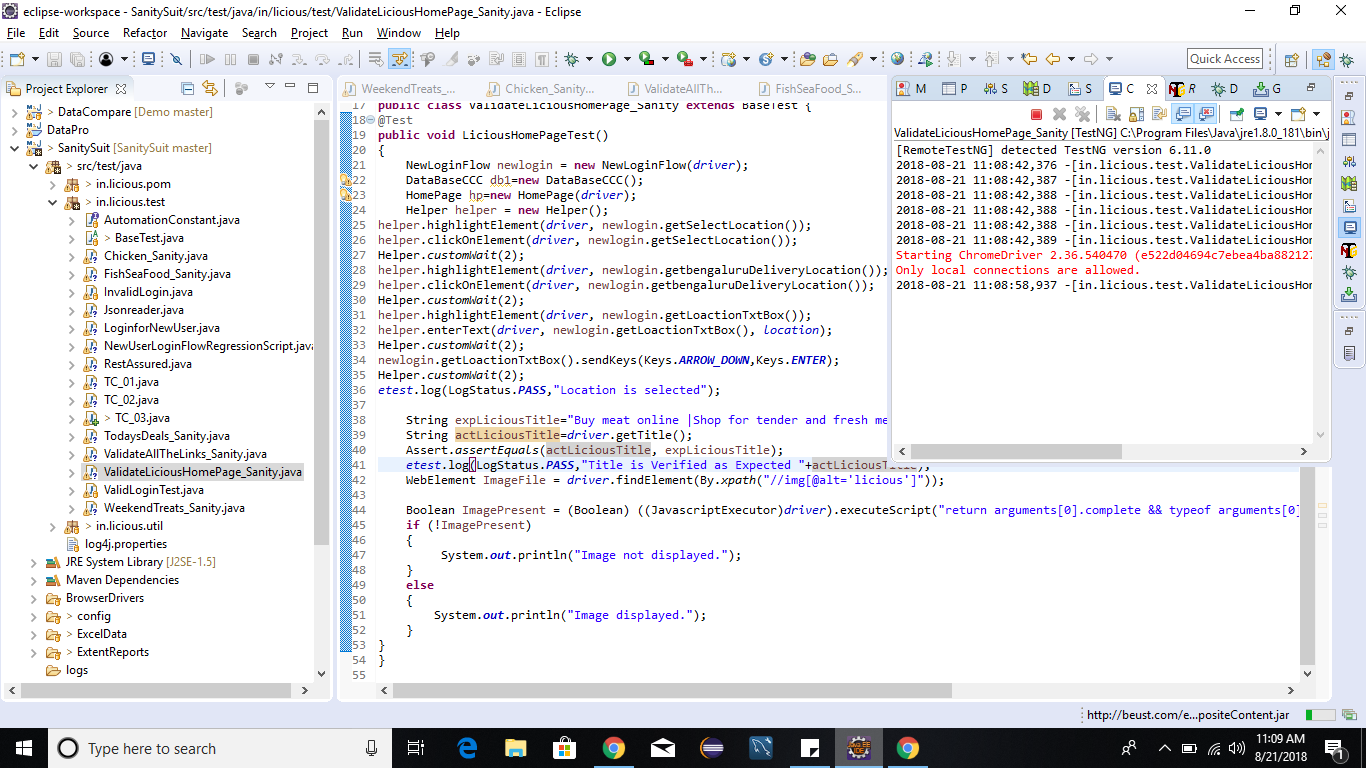 eclipse-workspace - SanitySuit/src/test/java/in/licious/test/ValidateLiciousHomePage_Sanity.java - Eclipse
File Edit Source Refactor Navigate Search Project Run Window Help
Quick Access
Project Explorer
> DataCompare [Demo master]
DataPro
> SanitySuit [SanitySuit master]
> src/test/java
> in.licious.pom
> in.licious.test
AutomationConstant.java
> BaseTest.java
Chicken_Sanity.java
FishSeaFood_Sanity.java
InvalidLogin.java
Jsonreader.java
LoginforNewUser.java
NewUserLoginFlowRegressionScript.java
RestAssured.java
TC_01.java
TC_02.java
> TC_03.java
TodaysDeals_Sanity.java
ValidateAllTheLinks_Sanity.java
ValidateLiciousHomePage_Sanity.java
ValidLoginTest.java
WeekendTreats_Sanity.java
> in.licious.util
log4j.properties
JRE System Library [J2SE-1.5]
Maven Dependencies
BrowserDrivers
> config
> ExcelData
> ExtentReports
logs
WeekendTreats_... Chicken_Sanity... ValidateAllTh... FishSeaFood_S...
17 public class ValidateLiciousHomePage_Sanity extends BaseTest {
18 @Test
19 public void LiciousHomePageTest()
20 {
21 NewLoginFlow newlogin = new NewLoginFlow(driver);
22 DataBaseCCC db1=new DataBaseCCC();
23 HomePage hp=new HomePage(driver);
24 Helper helper = new Helper();
25 helper.highlightElement(driver, newlogin.getSelectLocation());
26 helper.clickOnElement(driver, newlogin.getSelectLocation());
27 Helper.customWait(2);
28 helper.highlightElement(driver, newlogin.getbengaluruDeliveryLocation());
29 helper.clickOnElement(driver, newlogin.getbengaluruDeliveryLocation());
30 Helper.customWait(2);
31 helper.highlightElement(driver, newlogin.getLoactionTxtBox());
32 helper.enterText(driver, newlogin.getLoactionTxtBox(), location);
33 Helper.customWait(2);
34 newlogin.getLoactionTxtBox().sendKeys(Keys.ARROW_DOWN,Keys.ENTER);
35 Helper.customWait(2);
36 etest.log(LogStatus.PASS,"Location is selected");
37
38 String expLiciousTitle="Buy meat online |Shop for tender and fresh me
39 String actLiciousTitle=driver.getTitle();
40 Assert.assertEquals(actLiciousTitle, expLiciousTitle);
41 etest.log(LogStatus.PASS,"Title is Verified as Expected "+actLiciousTitle);
42 WebElement ImageFile = driver.findElement(By.xpath("//img[@alt='licious']"));
43
44 Boolean ImagePresent = (Boolean) ((JavascriptExecutor)driver).executeScript("return arguments[0].complete && typeof arguments[0]
45 if (!ImagePresent)
46 {
47 System.out.println("Image not displayed.");
48 }
49 else
50 {
51 System.out.println("Image displayed.");
52 }
53 }
54 }
55
M P S D S C R D G
ValidateLiciousHomePage_Sanity [TestNG] C:\Program Files\Java\jre1.8.0_181\bin\j
[RemoteTestNG] detected TestNG version 6.11.0
2018-08-21 11:08:42,376 -[in.licious.test.ValidateLiciousHo
2018-08-21 11:08:42,387 -[in.licious.test.ValidateLiciousHo
2018-08-21 11:08:42,388 -[in.licious.test.ValidateLiciousHo
2018-08-21 11:08:42,388 -[in.licious.test.ValidateLiciousHo
2018-08-21 11:08:42,388 -[in.licious.test.ValidateLiciousHo
2018-08-21 11:08:42,389 -[in.licious.test.ValidateLiciousHo
Starting ChromeDriver 2.36.540470 (e522d04694c7ebea4ba882127
Only local connections are allowed.
2018-08-21 11:08:58,937 -[in.licious.test.ValidateLiciousHo
http://beust.com/e...positeContent.jar
Type here to search
11:09 AM
8/21/2018
1